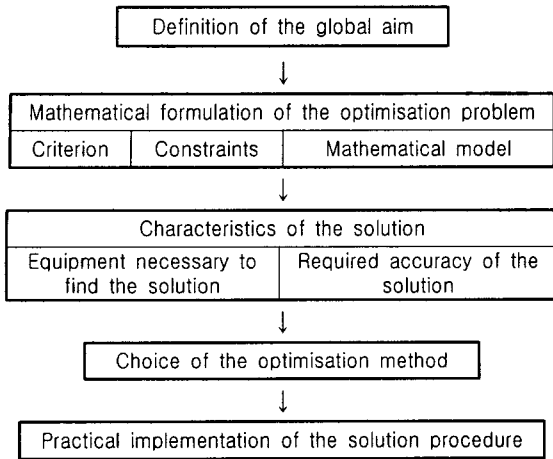 Definition of the global aim
↓
Mathematical formulation of the optimisation problem
Criterion Constraints Mathematical model
↓
Characteristics of the solution
Equipment necessary to find the solution
Required accuracy of the solution
↓
Choice of the optimisation method
↓
Practical implementation of the solution procedure